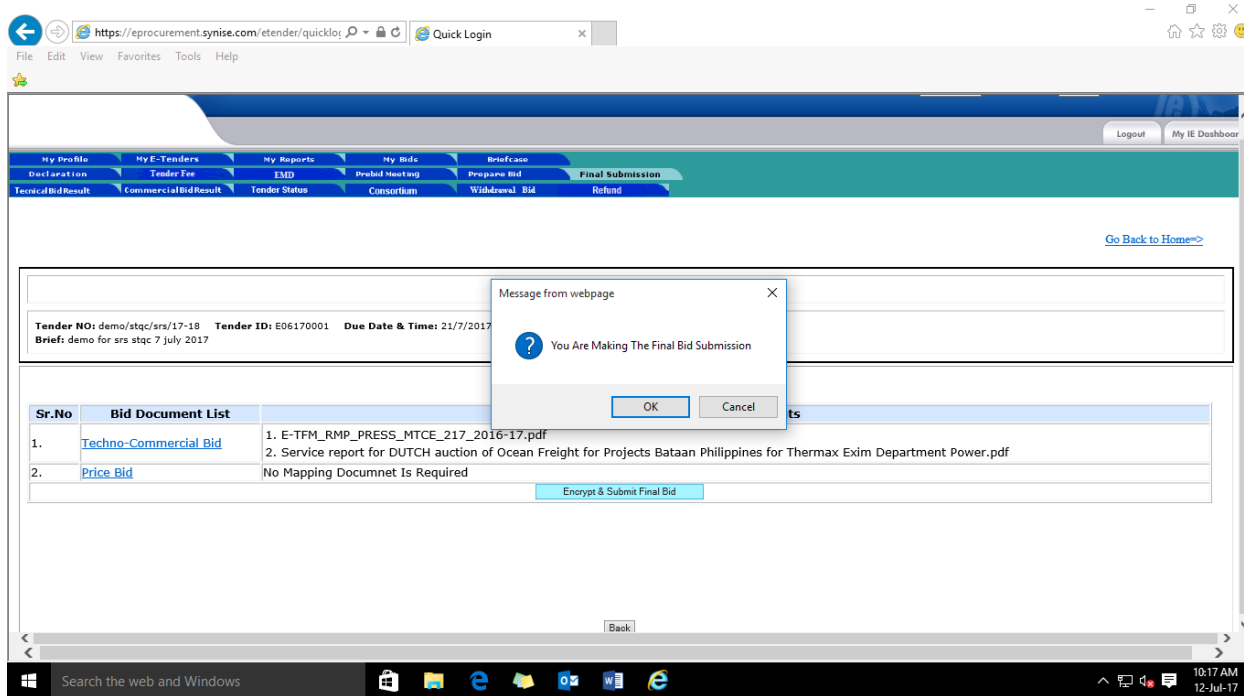 https://eprocurement.synise.com/etender/quicklog
Quick Login
File Edit View Favorites Tools Help
Logout My IE Dashboar
My Profile My E-Tenders My Reports My Bids Briefcase
Declaration Tender Fee EMD Prebid Meeting Prepare Bid Final Submission
Tecnical Bid Result Commercial Bid Result Tender Status Consortium Withdrawal Bid Refund
Go Back to Home=>
Message from webpage
Tender NO: demo/stqc/srs/17-18 Tender ID: E06170001 Due Date & Time: 21/7/2017
Brief: demo for srs stqc 7 july 2017
You Are Making The Final Bid Submission
OK Cancel
Sr.No Bid Document List ts
1. Techno-Commercial Bid 1. E-TFM_RMP_PRESS_MTCE_217_2016-17.pdf
2. Service report for DUTCH auction of Ocean Freight for Projects Bataan Philippines for Thermax Exim Department Power.pdf
2. Price Bid No Mapping Documnet Is Required
Encrypt & Submit Final Bid
Back
Search the web and Windows
10:17 AM
12-Jul-17